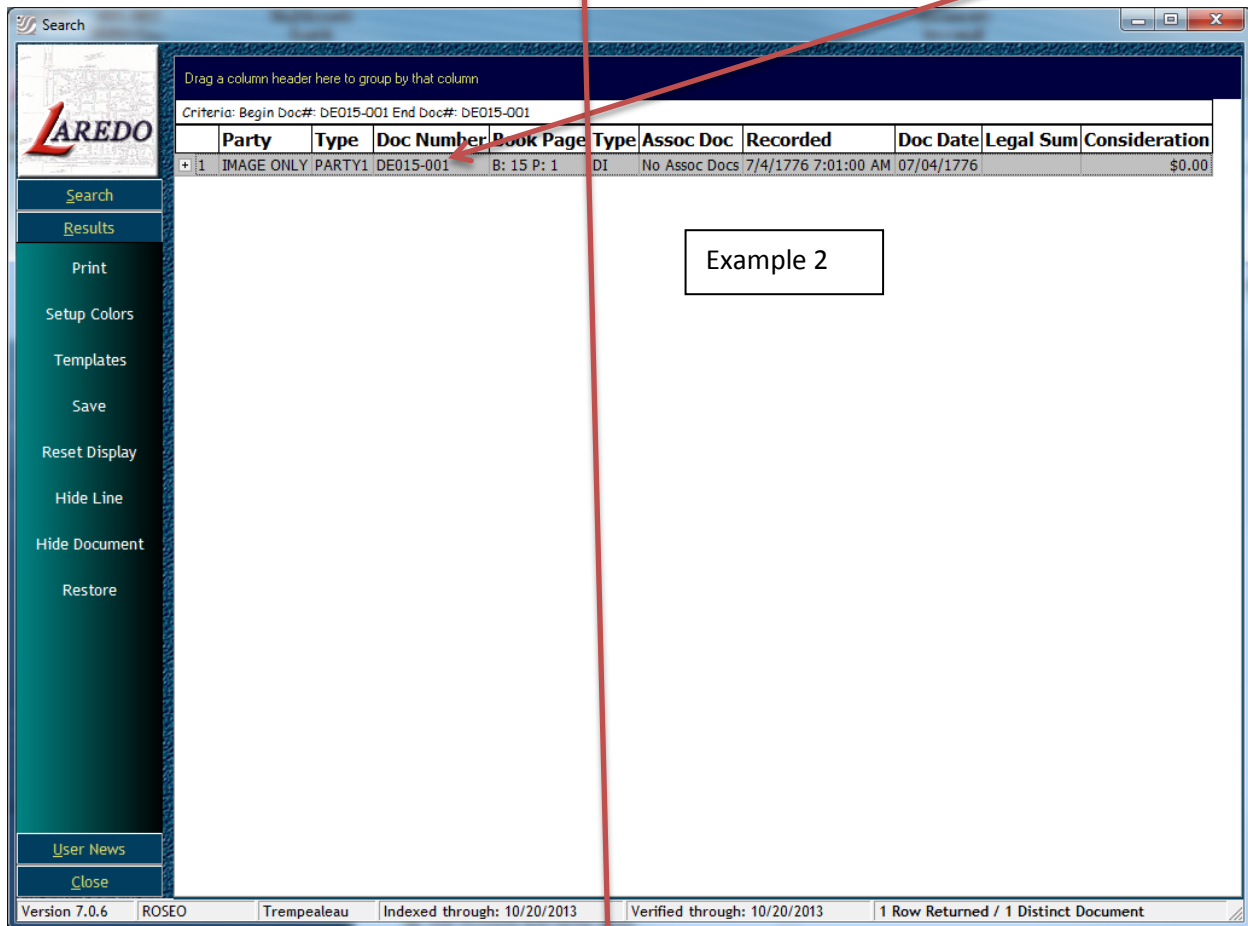 Search
LAREDO
Drag a column header here to group by that column
Criteria: Begin Doc#: DE015-001 End Doc#: DE015-001
Party Type Doc Number Book Page Type Assoc Doc Recorded Doc Date Legal Sum Consideration
+ 1 IMAGE ONLY PARTY1 DE015-001 B: 15 P: 1 DI No Assoc Docs 7/4/1776 7:01:00 AM 07/04/1776 $0.00
Example 2
Search
Results
Print
Setup Colors
Templates
Save
Reset Display
Hide Line
Hide Document
Restore
User News
Close
Version 7.0.6 ROSEO Trempealeau Indexed through: 10/20/2013 Verified through: 10/20/2013 1 Row Returned / 1 Distinct Document